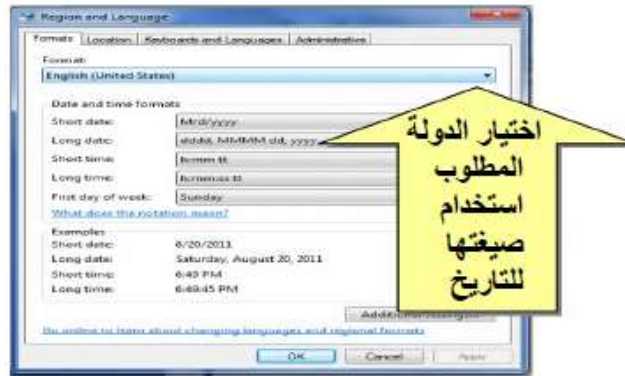 Region and Language
Formats Location Keyboards and Languages Administrative
Format:
English (United States)
Date and time formats
Short date: M/d/yyyy
Long date: dddd, MMMM dd, yyyy
Short time: h:mm tt
Long time: h:mm:ss tt
First day of week: Sunday
What does the notation mean?
Examples
Short date: 8/20/2011
Long date: Saturday, August 20, 2011
Short time: 6:49 PM
Long time: 6:49:45 PM
Go online to learn about changing languages and regional formats
OK Cancel Apply
اختيار الدولة
المطلوب
استخدام
صيغتها
للتاريخ